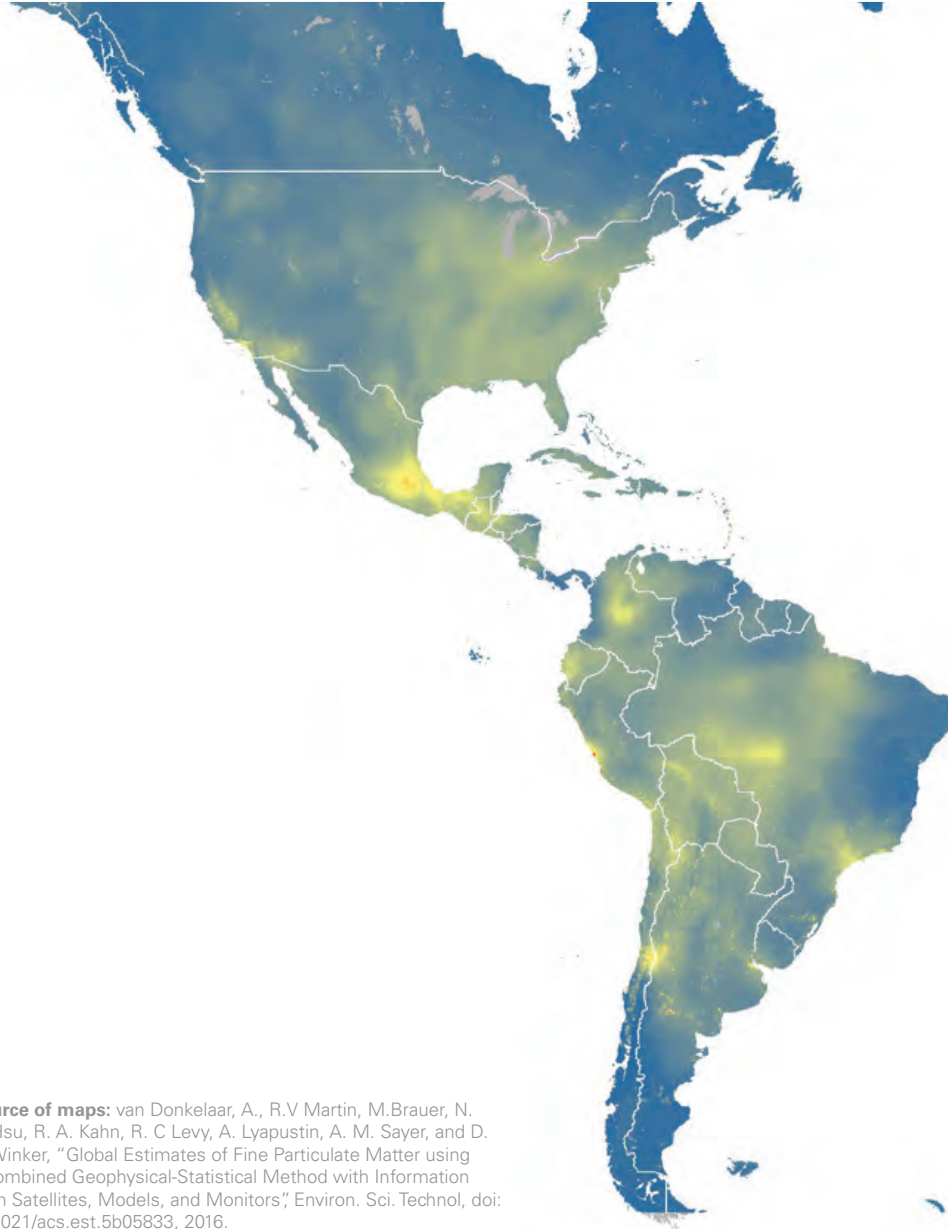 urce of maps: van Donkelaar, A., R.V Martin, M.Brauer, N.
Hsu, R. A. Kahn, R. C Levy, A. Lyapustin, A. M. Sayer, and D.
Winker, “Global Estimates of Fine Particulate Matter using
ombined Geophysical-Statistical Method with Information
n Satellites, Models, and Monitors”, Environ. Sci. Technol, doi:
021/acs.est.5b05833, 2016.